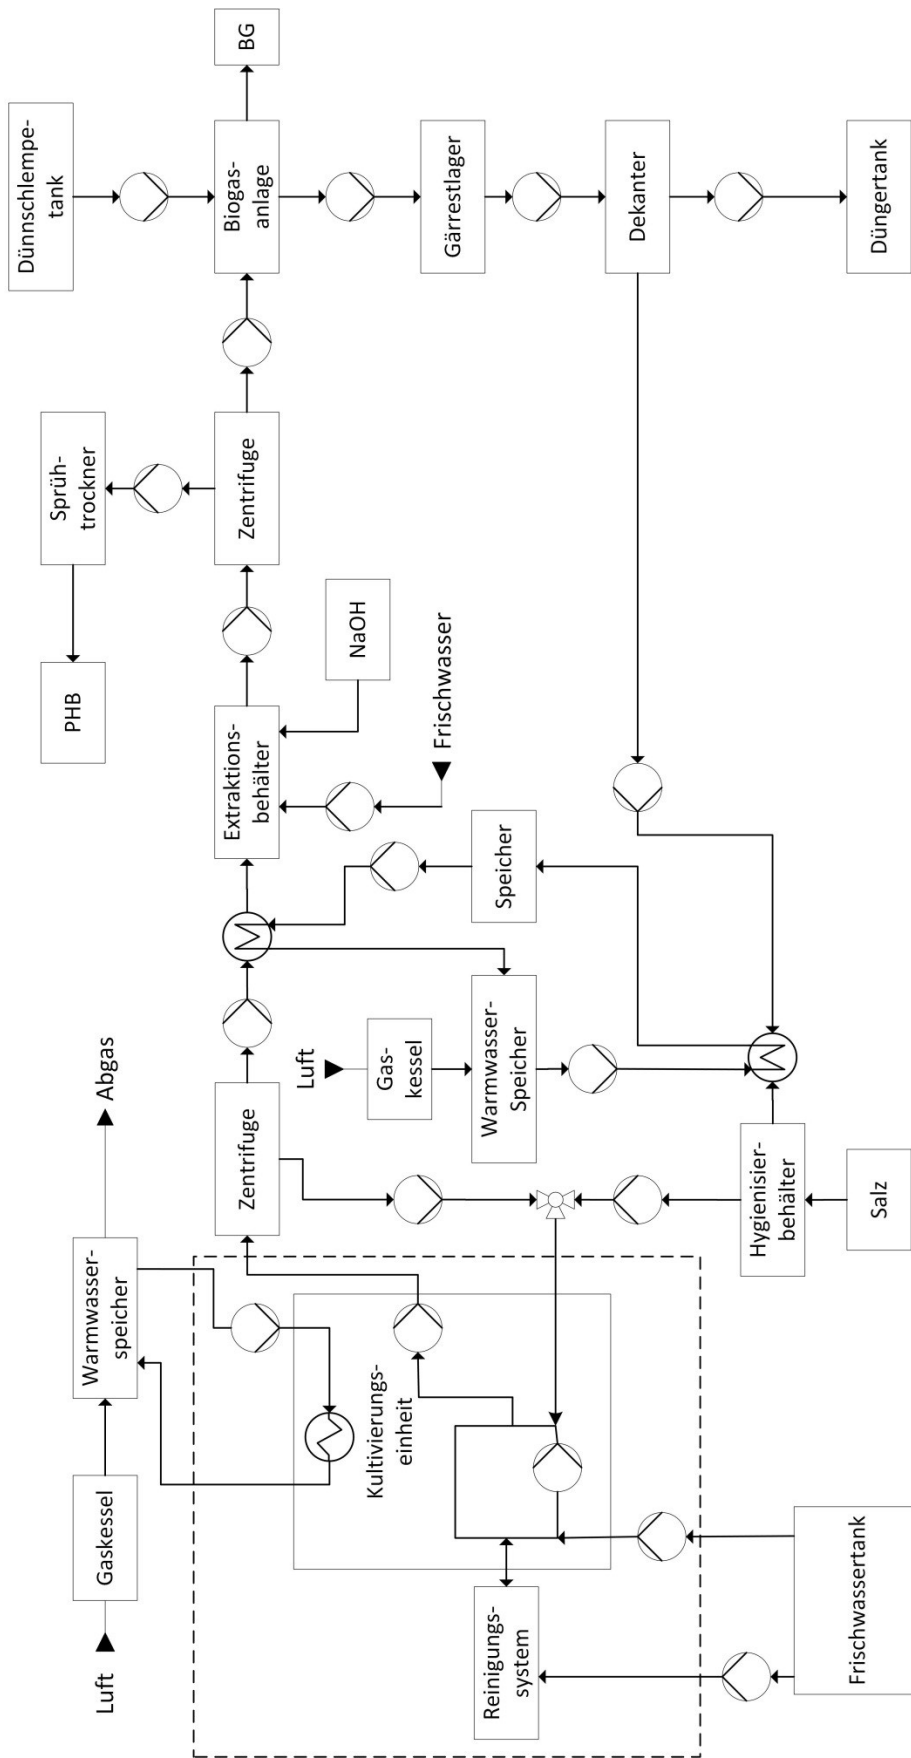 Luft
Gaskessel
Warmwasser-
speicher
Abgas
PHB
Sprüh-
trockner
Dünnschlempe-
tank
Kultivierungs-
einheit
Zentrifuge
Luft
Gas-
kessel
Extraktions-
behälter
Zentrifuge
Biogas-
anlage
BG
NaOH
Frischwasser
Gärrestlager
Reinigungs-
system
Warmwasser-
Speicher
Speicher
Dekanter
Frischwassertank
Hygienisier-
behälter
Salz
Düngertank